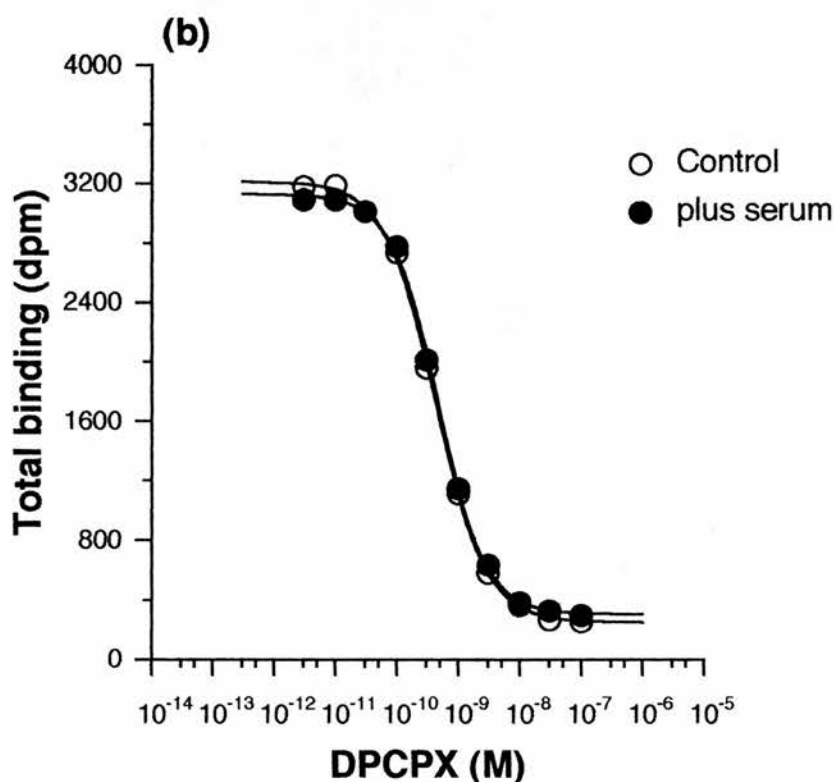 (b)
4000
3200
2400
1600
800
0
Total binding (dpm)
Control
plus serum
10⁻¹⁴ 10⁻¹³ 10⁻¹² 10⁻¹¹ 10⁻¹⁰ 10⁻⁹ 10⁻⁸ 10⁻⁷ 10⁻⁶ 10⁻⁵
DPCPX (M)